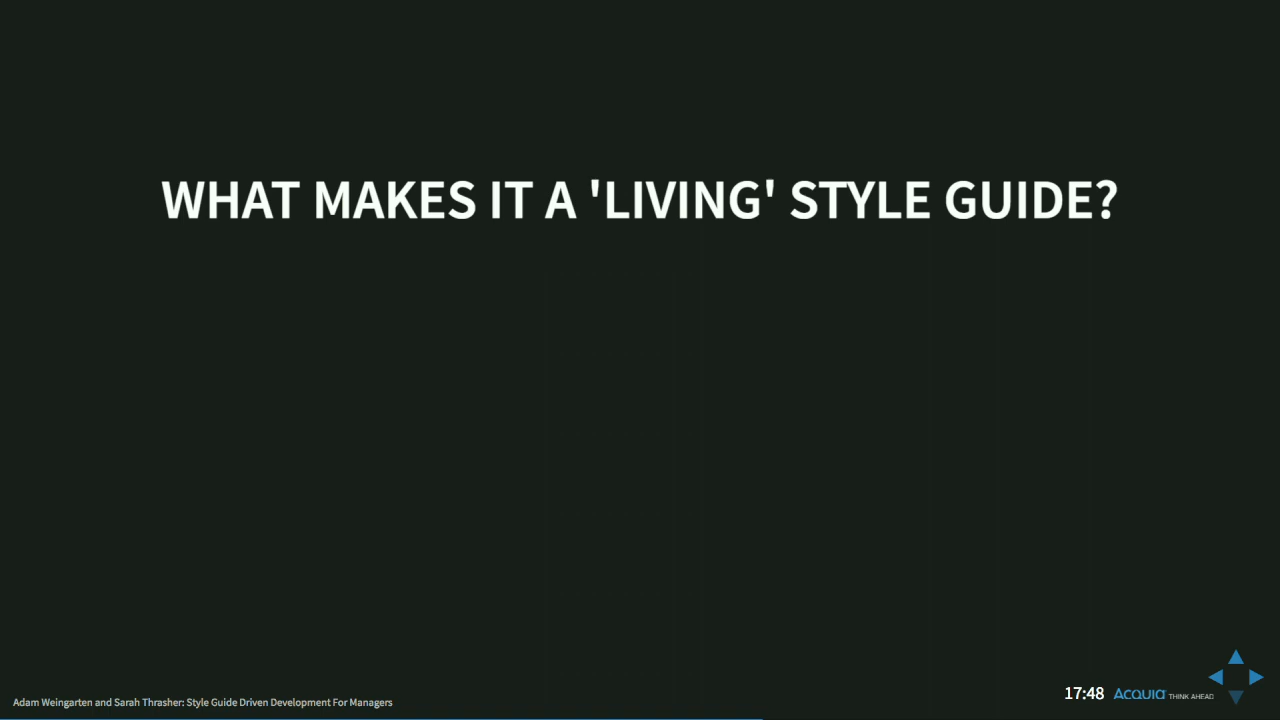 WHAT MAKES IT A 'LIVING' STYLE GUIDE?
17:48 Acquia THINK AHEAD
Adam Weingarten and Sarah Thrasher: Style Guide Driven Development For Managers